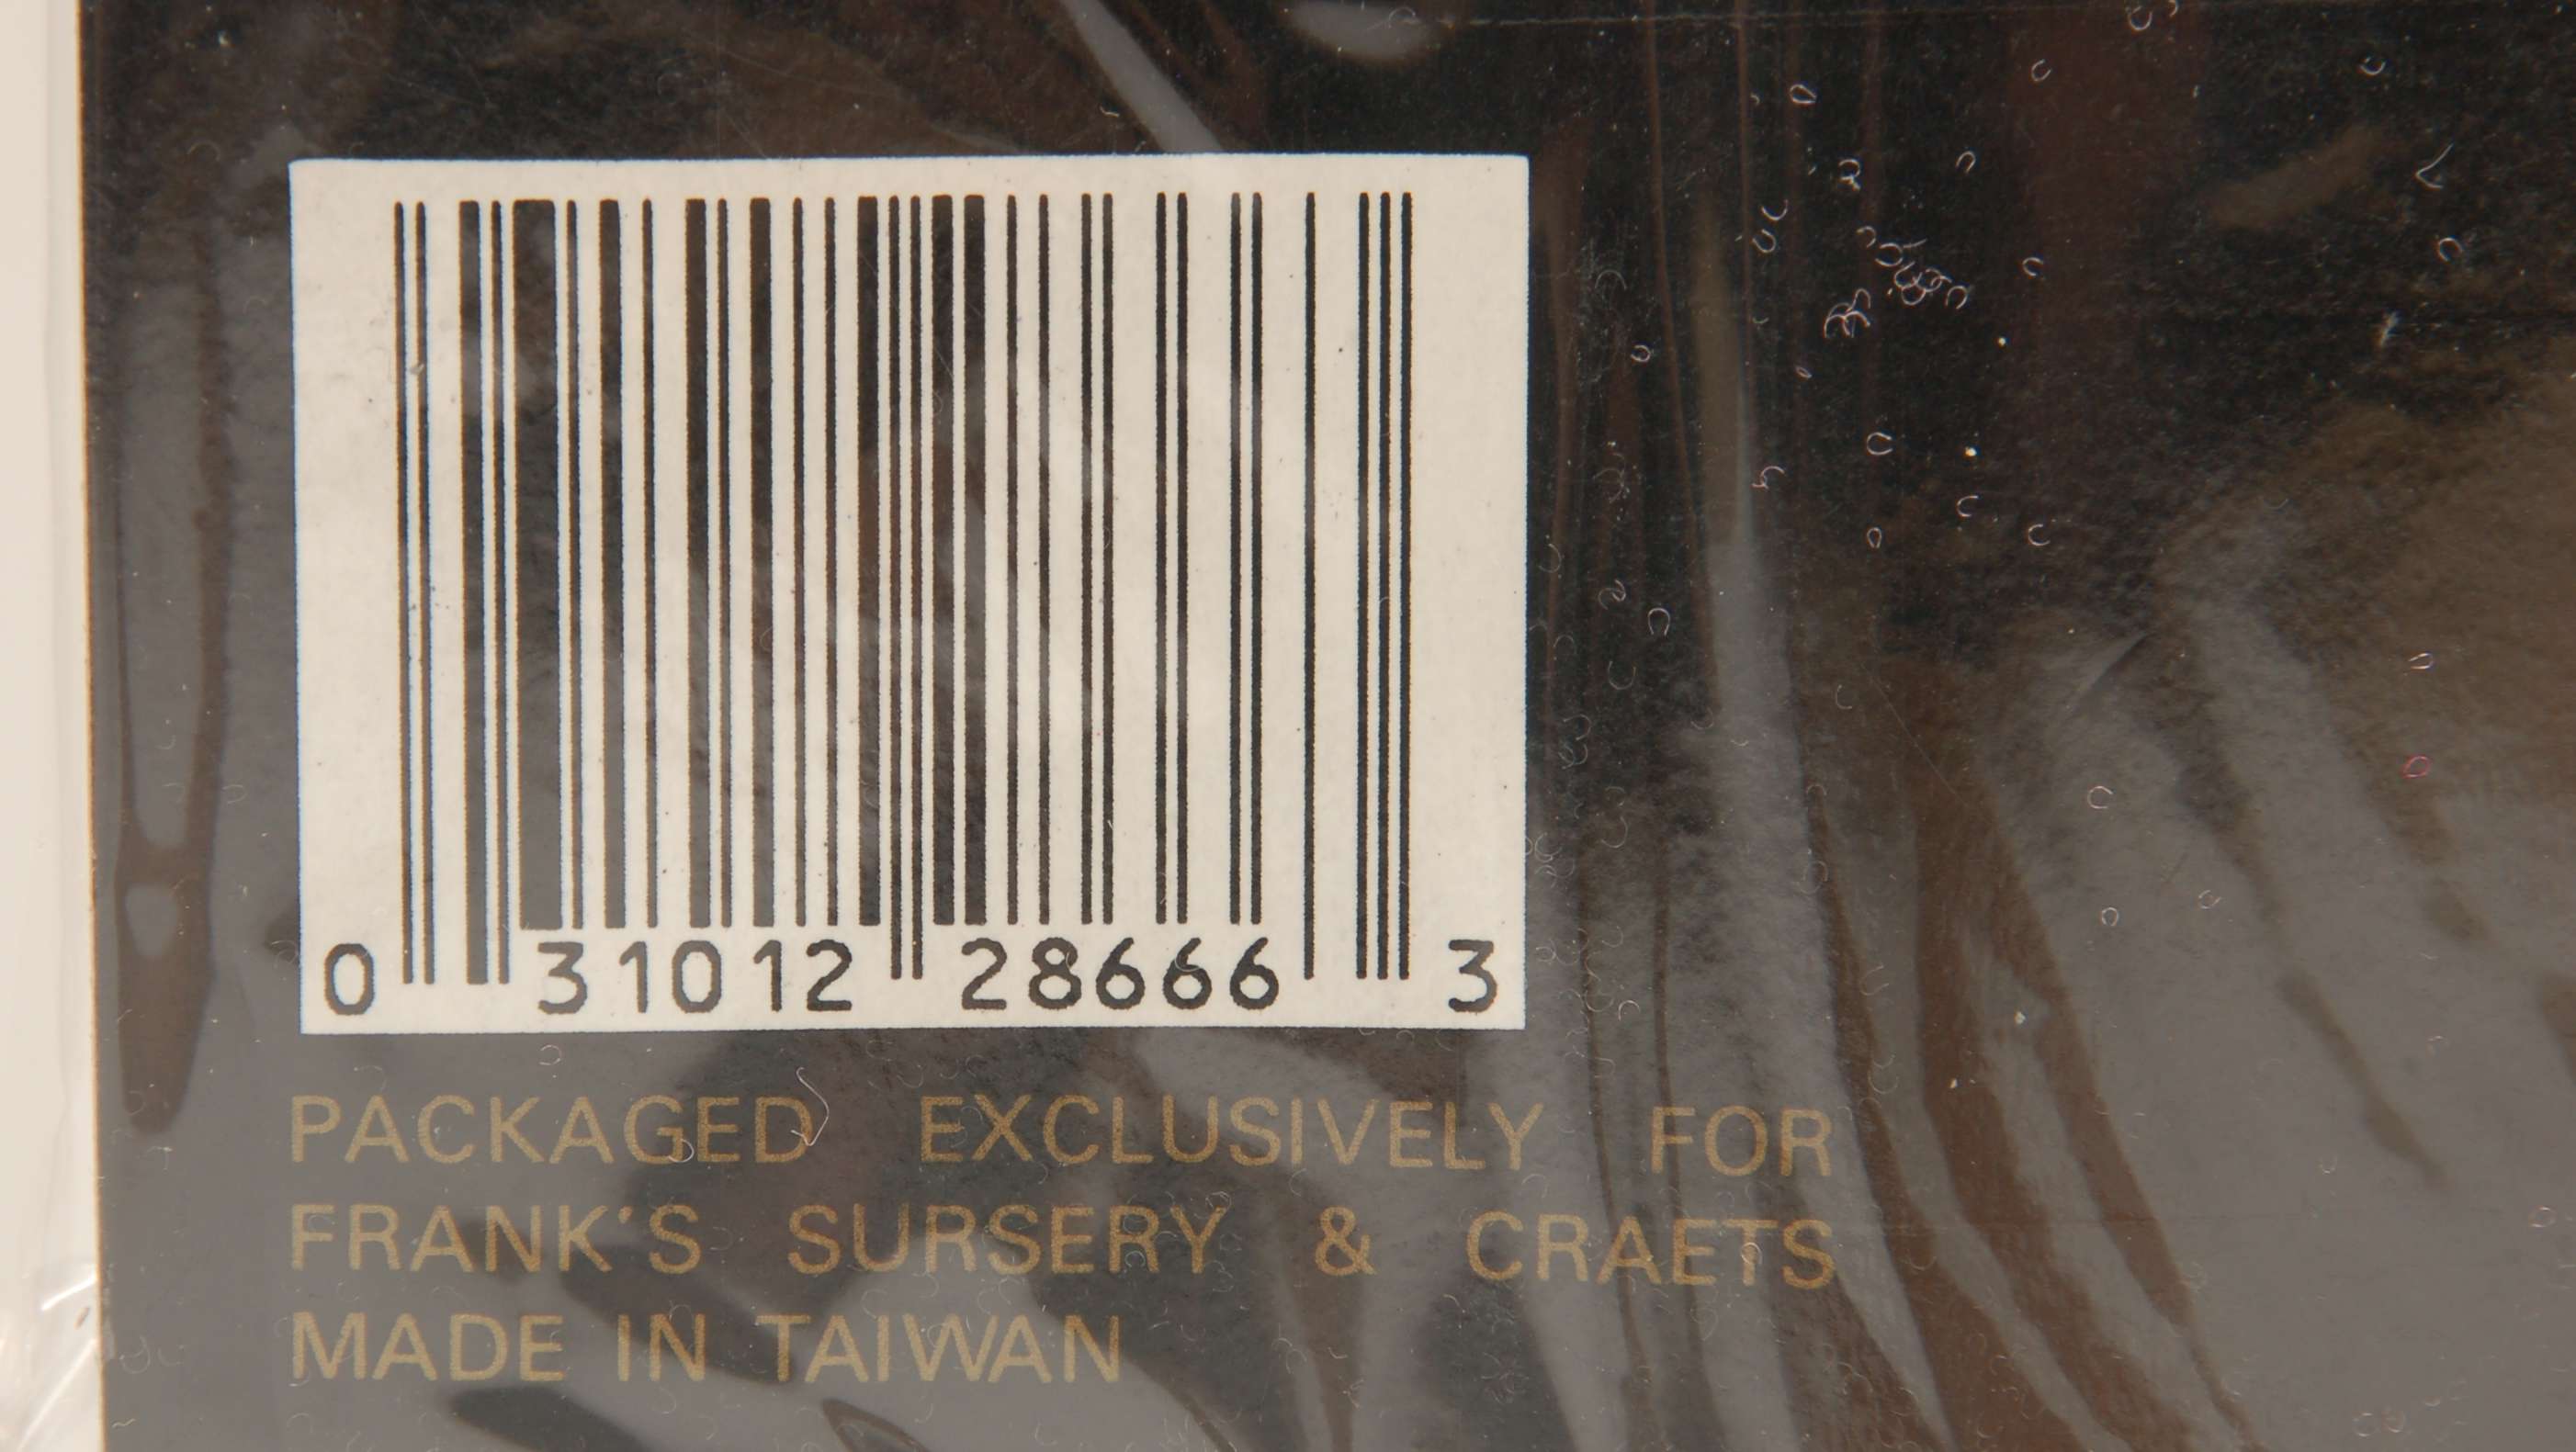 0 31012 28666 3
PACKAGED EXCLUSIVELY FOR
FRANK'S SURSERY & CRAETS
MADE IN TAIWAN